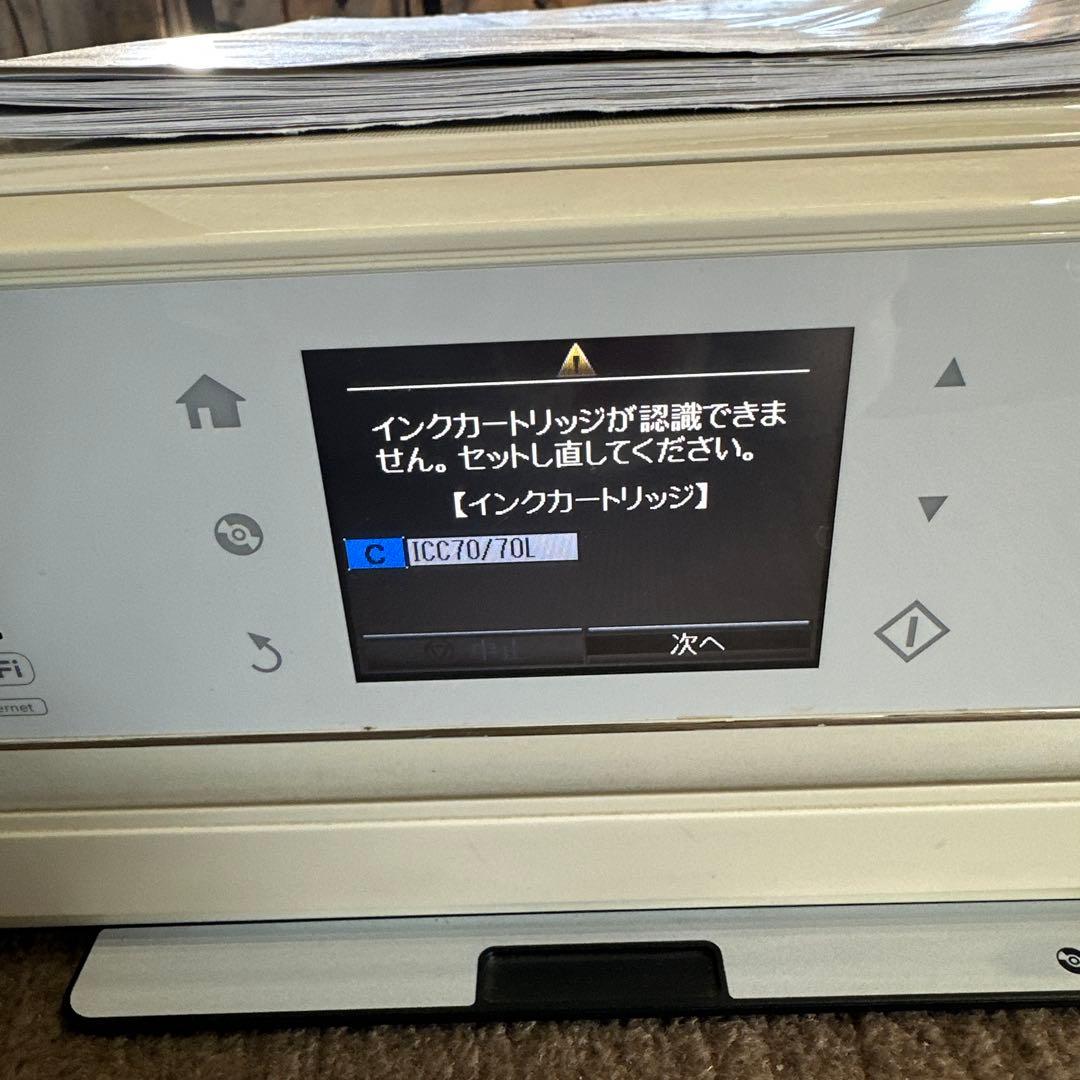 インクカートリッジが認識できま
せん。セットし直してください。
【インクカートリッジ】
C ICC70/70L
次へ
Fi
ernet